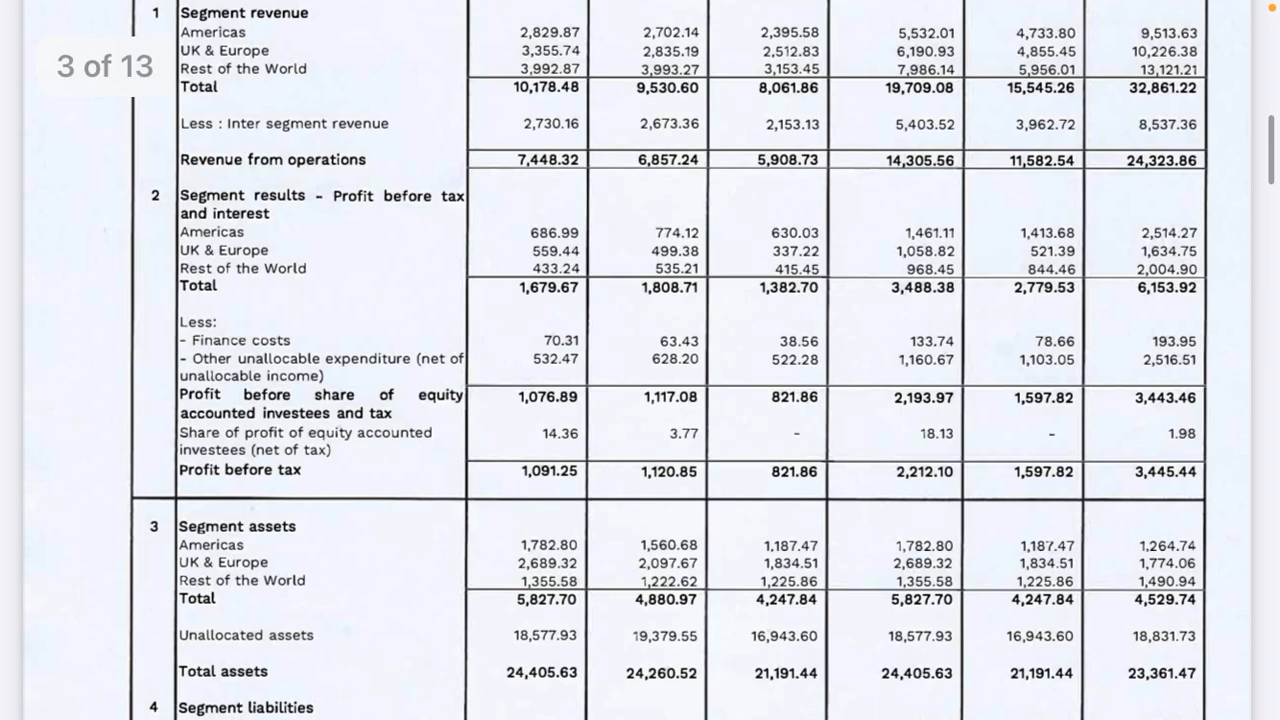 3 of 13
1 Segment revenue
Americas 2,829.87 2,702.14 2,395.58 5,532.01 4,733.80 9,513.63
UK & Europe 3,355.74 2,835.19 2,512.83 6,190.93 4,855.45 10,226.38
Rest of the World 3,992.87 3,993.27 3,153.45 7,986.14 5,956.01 13,121.21
Total 10,178.48 9,530.60 8,061.86 19,709.08 15,545.26 32,861.22
Less : Inter segment revenue 2,730.16 2,673.36 2,153.13 5,403.52 3,962.72 8,537.36
Revenue from operations 7,448.32 6,857.24 5,908.73 14,305.56 11,582.54 24,323.86
2 Segment results - Profit before tax
and interest
Americas 686.99 774.12 630.03 1,461.11 1,413.68 2,514.27
UK & Europe 559.44 499.38 337.22 1,058.82 521.39 1,634.75
Rest of the World 433.24 535.21 415.45 968.45 844.46 2,004.90
Total 1,679.67 1,808.71 1,382.70 3,488.38 2,779.53 6,153.92
Less:
- Finance costs 70.31 63.43 38.56 133.74 78.66 193.95
- Other unallocable expenditure (net of 532.47 628.20 522.28 1,160.67 1,103.05 2,516.51
unallocable income)
Profit before share of equity 1,076.89 1,117.08 821.86 2,193.97 1,597.82 3,443.46
accounted investees and tax
Share of profit of equity accounted 14.36 3.77 - 18.13 - 1.98
investees (net of tax)
Profit before tax 1,091.25 1,120.85 821.86 2,212.10 1,597.82 3,445.44
3 Segment assets
Americas 1,782.80 1,560.68 1,187.47 1,782.80 1,187.47 1,264.74
UK & Europe 2,689.32 2,097.67 1,834.51 2,689.32 1,834.51 1,774.06
Rest of the World 1,355.58 1,222.62 1,225.86 1,355.58 1,225.86 1,490.94
Total 5,827.70 4,880.97 4,247.84 5,827.70 4,247.84 4,529.74
Unallocated assets 18,577.93 19,379.55 16,943.60 18,577.93 16,943.60 18,831.73
Total assets 24,405.63 24,260.52 21,191.44 24,405.63 21,191.44 23,361.47
4 Segment liabilities